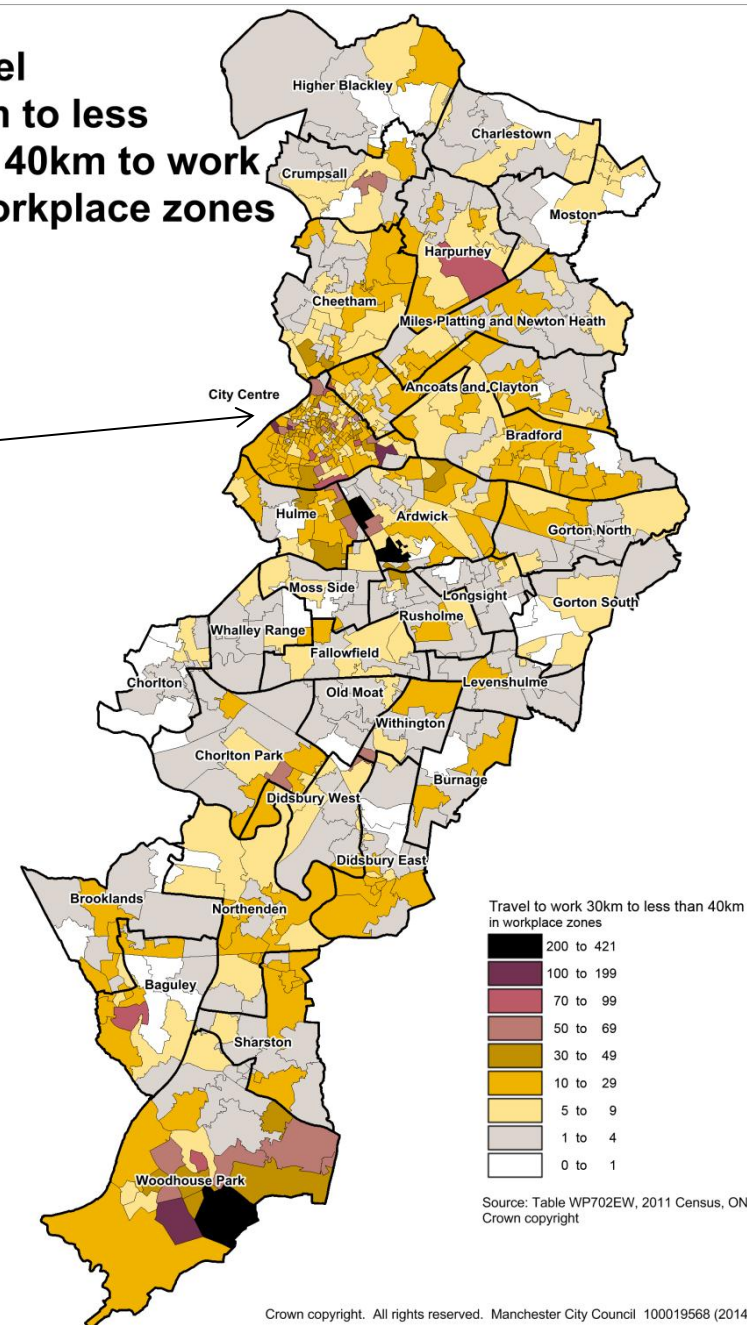 el
n to less
40km to work
orkplace zones
Higher Blackley
Charlestown
Crumpsall
Moston
Harpurhey
Cheetham
Miles Platting and Newton Heath
City Centre
Ancoats and Clayton
Bradford
Hulme
Ardwick
Gorton North
Moss Side
Longsight
Gorton South
Rusholme
Whalley Range
Fallowfield
Chorlton
Levenshulme
Old Moat
Withington
Chorlton Park
Burnage
Didsbury West
Didsbury East
Brooklands
Northenden
Baguley
Sharston
Woodhouse Park
Travel to work 30km to less than 40km
in workplace zones
200 to 421
100 to 199
70 to 99
50 to 69
30 to 49
10 to 29
5 to 9
1 to 4
0 to 1
Source: Table WP702EW, 2011 Census, ON
Crown copyright
Crown copyright. All rights reserved. Manchester City Council 100019568 (2014